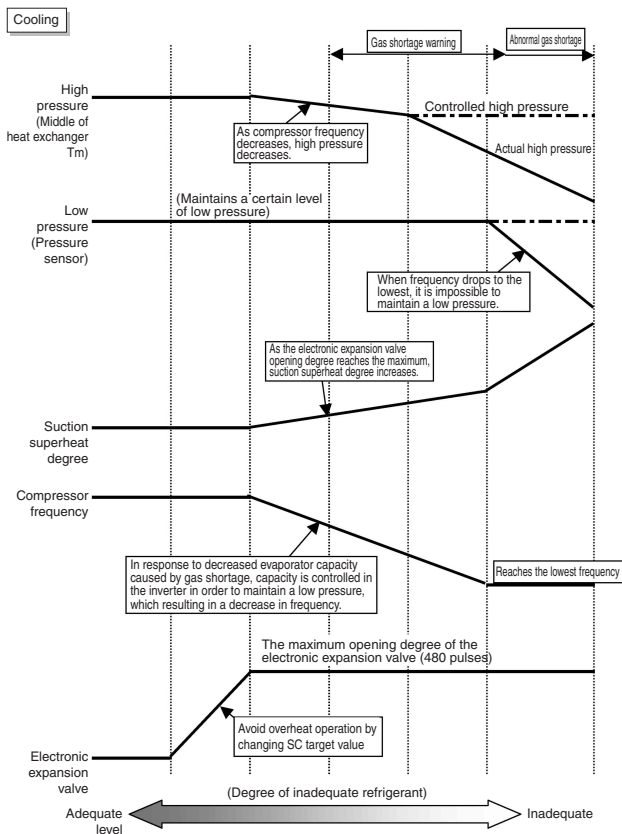 Cooling
Gas shortage warning
Abnormal gas shortage
High
pressure
(Middle of
heat exchanger
Tm)
Controlled high pressure
As compressor frequency
decreases, high pressure
decreases.
Actual high pressure
(Maintains a certain level
of low pressure)
Low
pressure
(Pressure
sensor)
When frequency drops to the
lowest, it is impossible to
maintain a low pressure.
As the electronic expansion valve
opening degree reaches the maximum,
suction superheat degree increases.
Suction
superheat
degree
Compressor
frequency
In response to decreased evaporator capacity
caused by gas shortage, capacity is controlled in
the inverter in order to maintain a low pressure,
which resulting in a decrease in frequency.
Reaches the lowest frequency
The maximum opening degree of the
electronic expansion valve (480 pulses)
Avoid overheat operation by
changing SC target value
Electronic
expansion
valve
(Degree of inadequate refrigerant)
Adequate
level
Inadequate